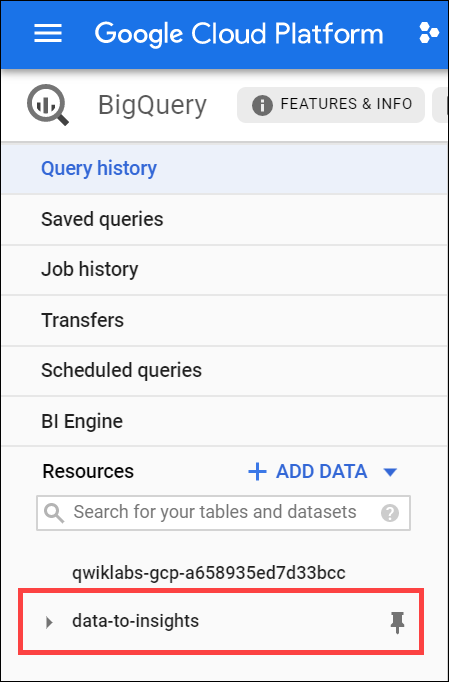 Google Cloud Platform
BigQuery FEATURES & INFO
Query history
Saved queries
Job history
Transfers
Scheduled queries
BI Engine
Resources ADD DATA
Search for your tables and datasets ?
qwiklabs-gcp-a658935ed7d33bcc
data-to-insights